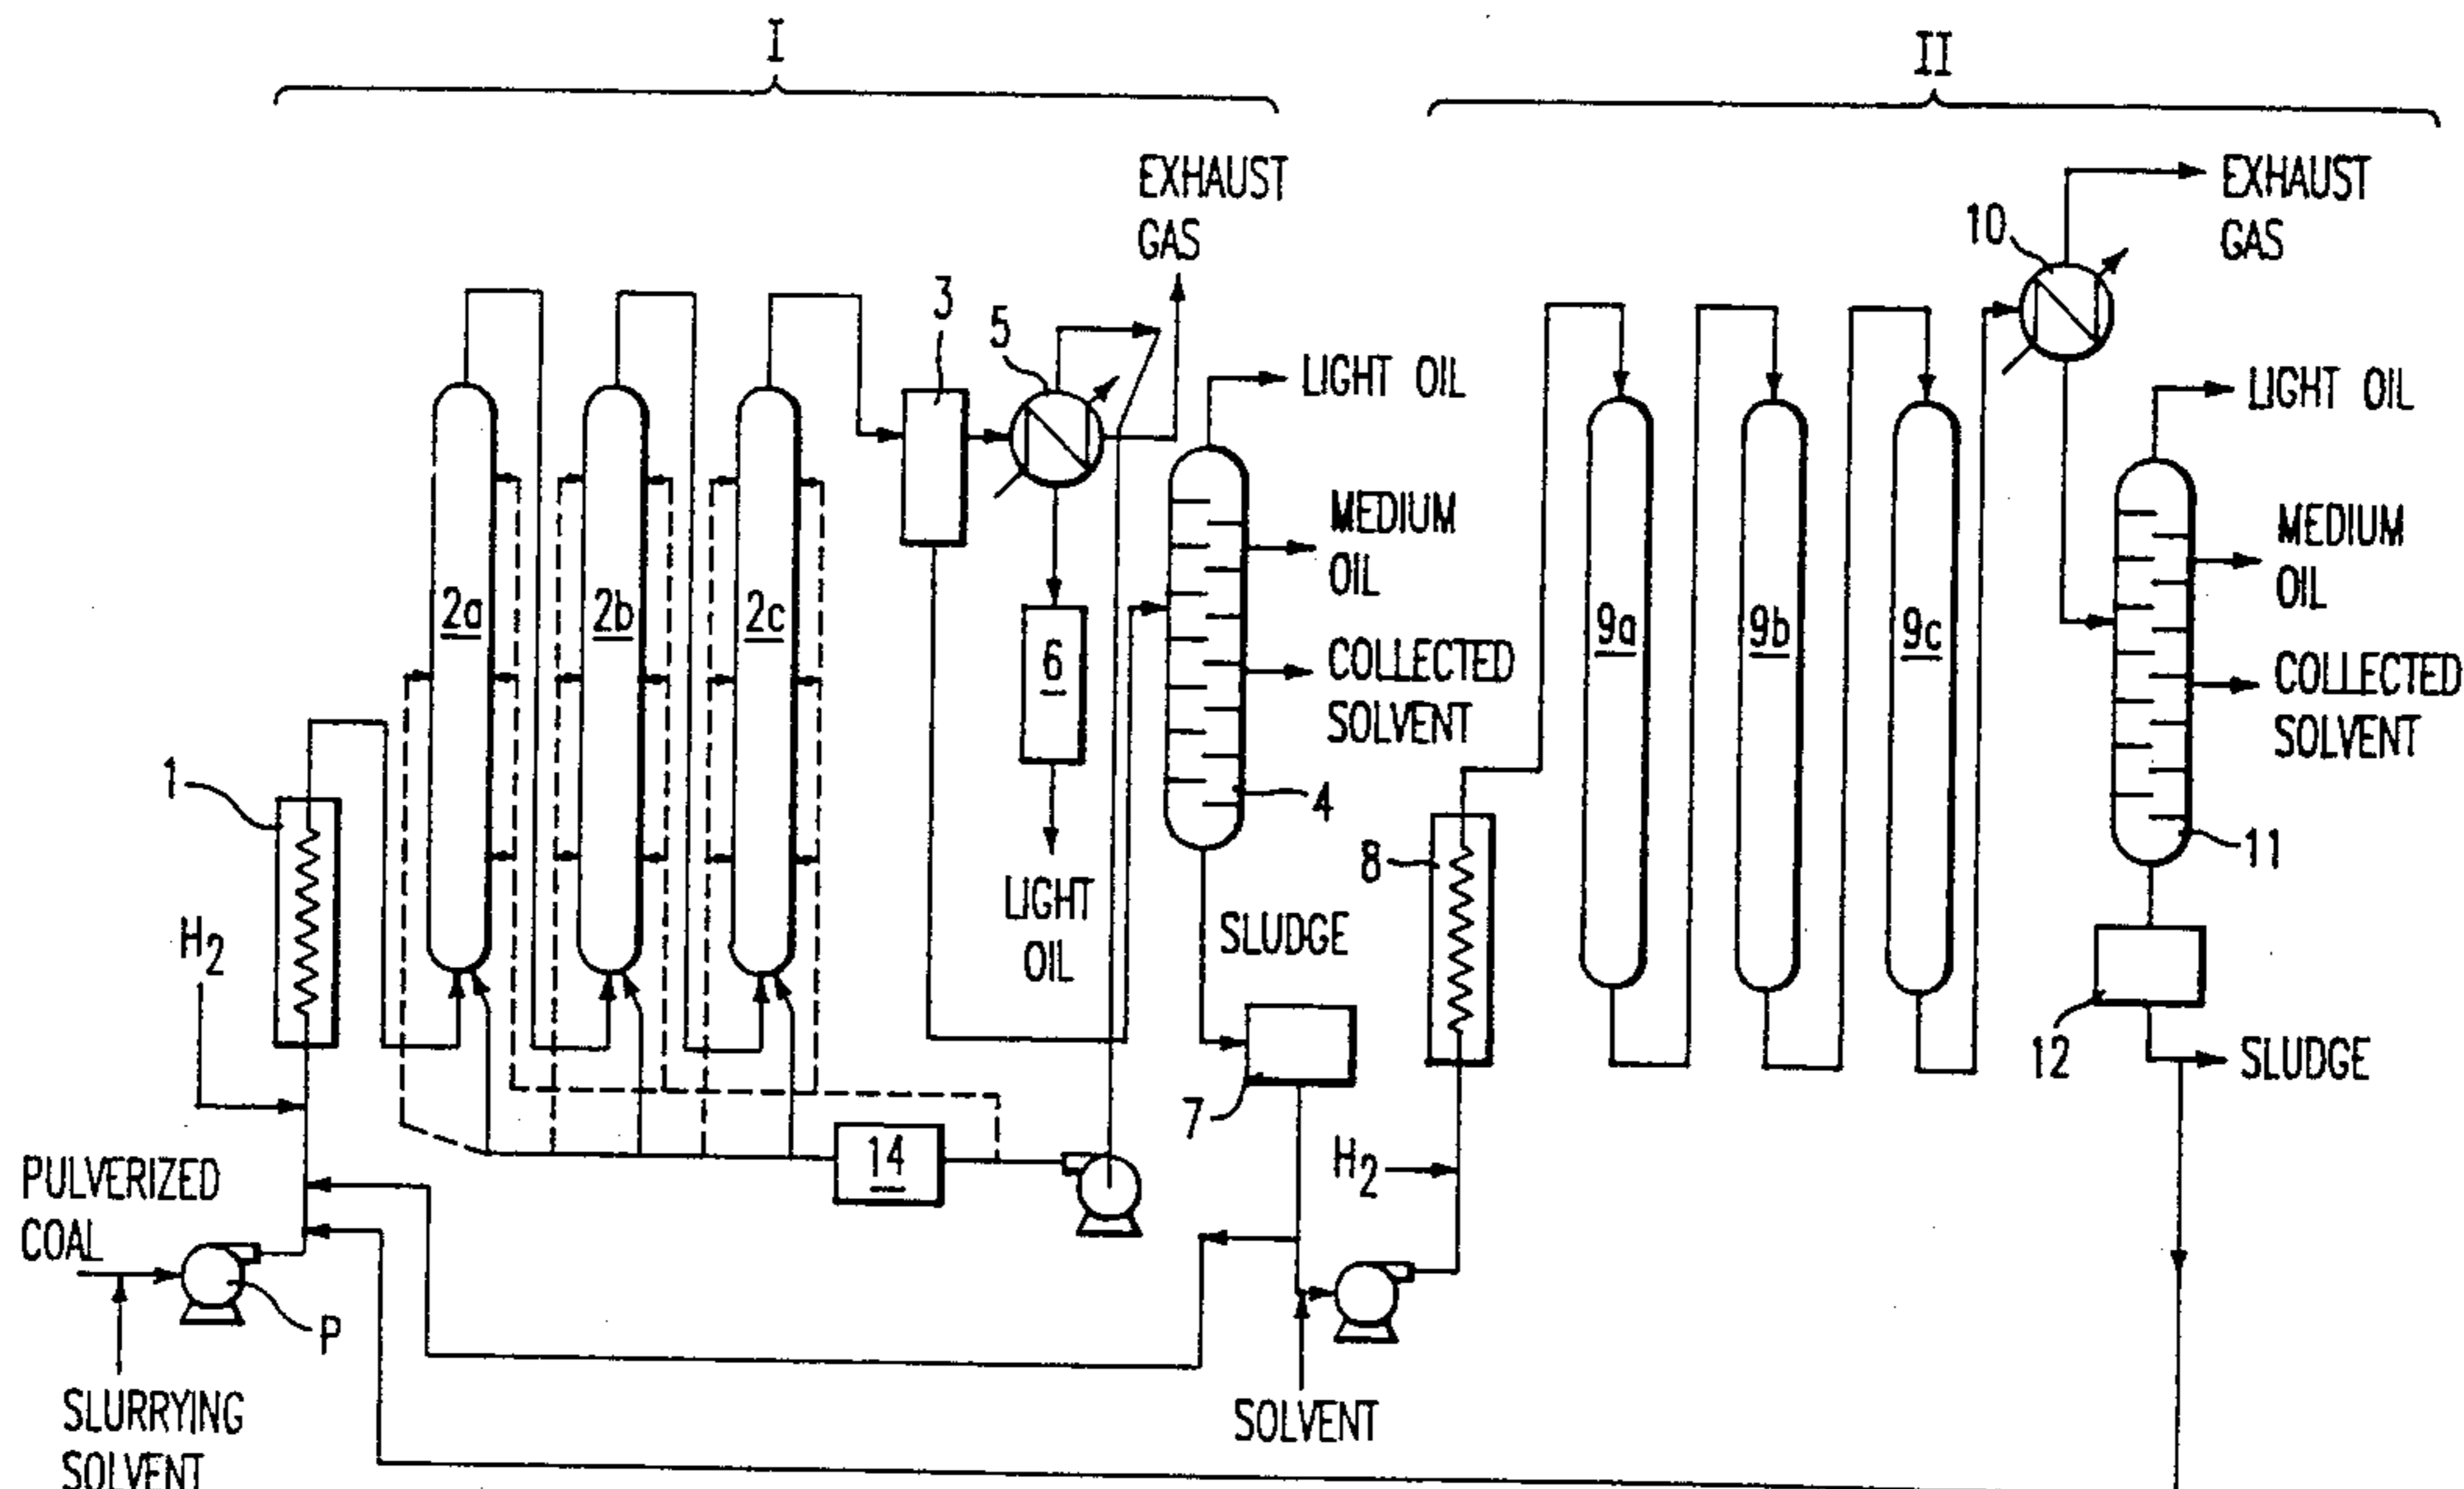 I
II
EXHAUST
GAS
EXHAUST
GAS
10
3
5
LIGHT OIL
LIGHT OIL
MEDIUM
OIL
MEDIUM
OIL
2a
2b
2c
6
9a
9b
9c
COLLECTED
SOLVENT
COLLECTED
SOLVENT
1
4
8
11
LIGHT
OIL
H2
SLUDGE
12
SLUDGE
7
14
H2
PULVERIZED
COAL
P
SLURRYING
SOLVENT
SOLVENT